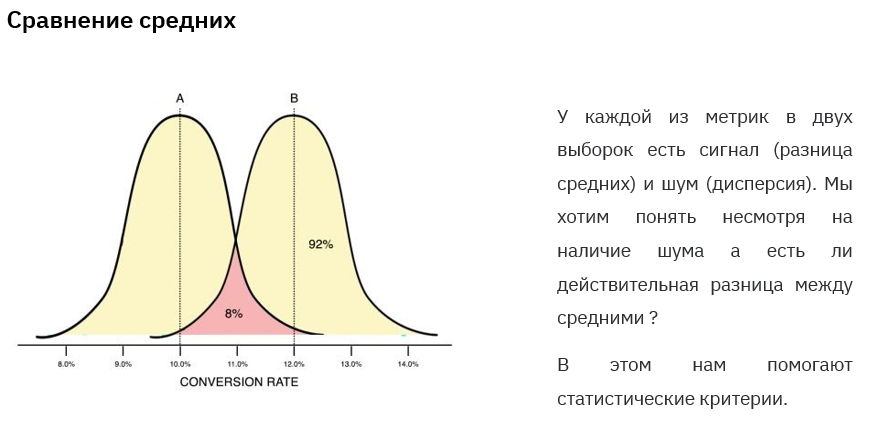 Сравнение средних
A
B
92%
8%
8.0%
9.0%
10.0%
11.0%
12.0%
13.0%
14.0%
CONVERSION RATE
У каждой из метрик в двух
выборок есть сигнал (разница
средних) и шум (дисперсия). Мы
хотим понять несмотря на
наличие шума а есть ли
действительная разница между
средними ?
В этом нам помогают
статистические критерии.